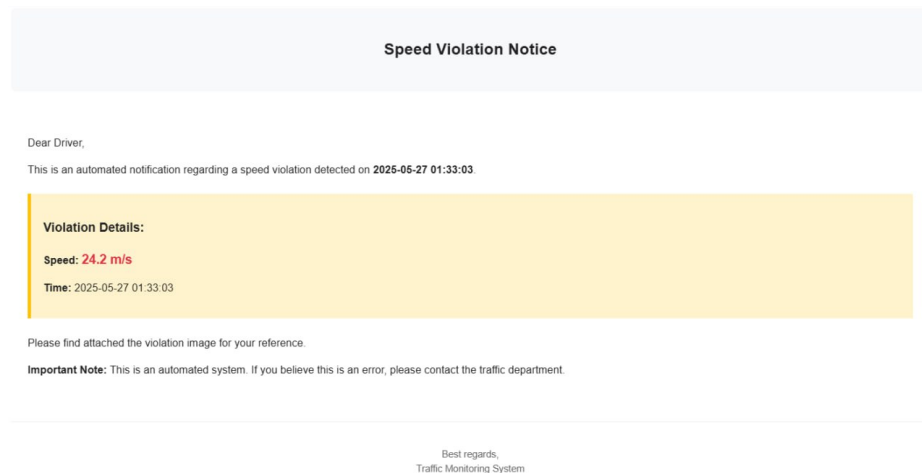 Speed Violation Notice
Dear Driver,
This is an automated notification regarding a speed violation detected on 2025-05-27 01:33:03.
Violation Details:
Speed: 24.2 m/s
Time: 2025-05-27 01:33:03
Please find attached the violation image for your reference.
Important Note: This is an automated system. If you believe this is an error, please contact the traffic department.
Best regards,
Traffic Monitoring System